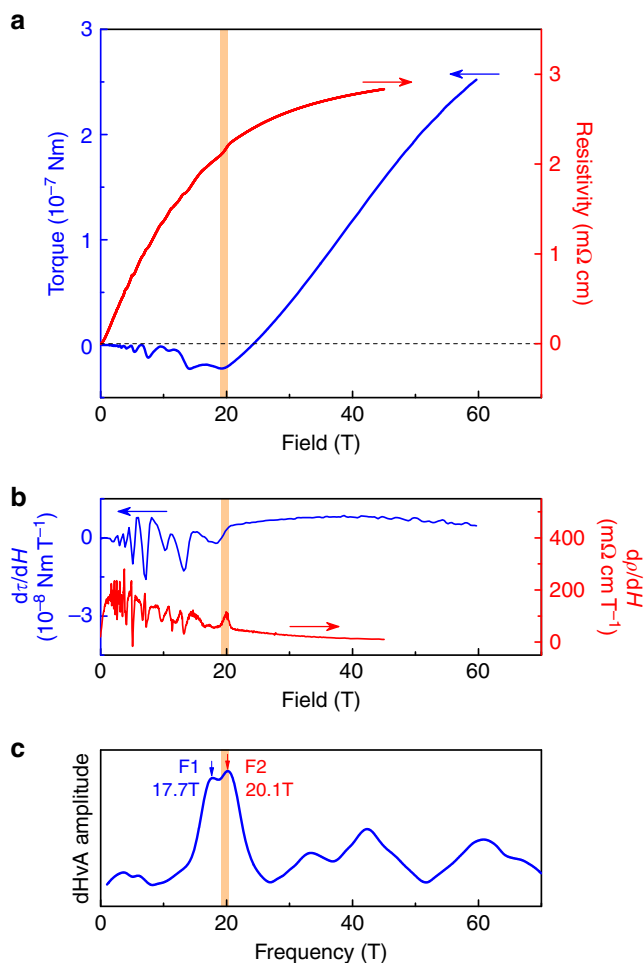 a
3
2
1
0
Torque (10⁻⁷ Nm)
3
2
1
0
Resistivity (mΩ cm)
0
20
40
60
Field (T)
b
0
−3
dτ/dH
(10⁻⁸ Nm T⁻¹)
400
200
0
dρ/dH
(mΩ cm T⁻¹)
0
20
40
60
Field (T)
c
dHvA amplitude
F1
17.7T
F2
20.1T
0
20
40
60
Frequency (T)